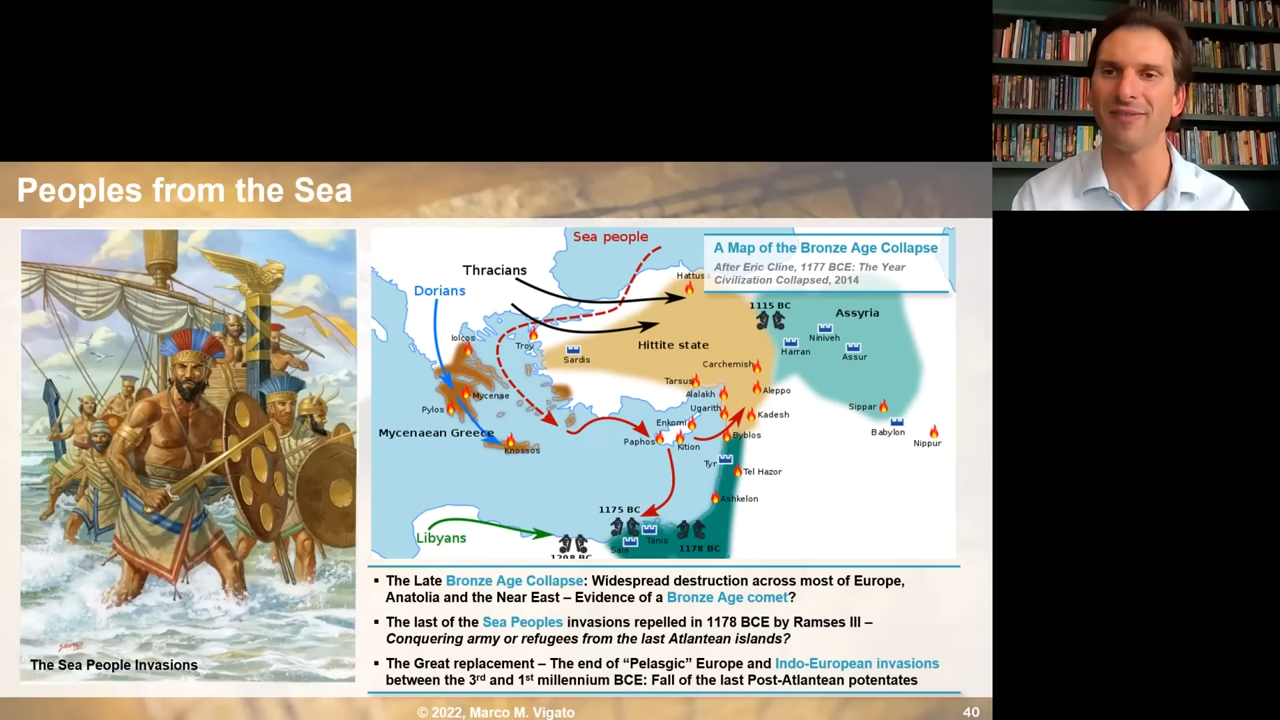 Peoples from the Sea
Sea people
A Map of the Bronze Age Collapse
After Eric Cline, 1177 BCE: The Year
Civilization Collapsed, 2014
Thracians
Dorians
Hattus
1115 BC
Assyria
Iolcos
Troy
Sardis
Hittite state
Niniveh
Harran
Assur
Carchemish
Tarsus
Alalakh
Aleppo
Mycenae
Pylos
Ugarith
Kadesh
Sippar
Enkomi
Mycenaean Greece
Knossos
Paphos
Kition
Byblos
Babylon
Nippur
Tyr
Tel Hazor
Ashkelon
1175 BC
Libyans
Tanis
Sais
1178 BC
1208 BC
The Sea People Invasions
▪ The Late Bronze Age Collapse: Widespread destruction across most of Europe,
Anatolia and the Near East – Evidence of a Bronze Age comet?
▪ The last of the Sea Peoples invasions repelled in 1178 BCE by Ramses III –
Conquering army or refugees from the last Atlantean islands?
▪ The Great replacement – The end of “Pelasgic” Europe and Indo-European invasions
between the 3rd and 1st millennium BCE: Fall of the last Post-Atlantean potentates
© 2022, Marco M. Vigato
40